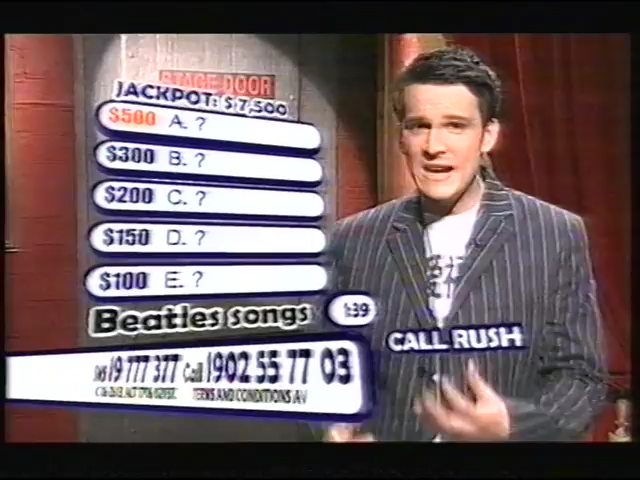 STAGE DOOR
JACKPOT: $7,500
$500 A. ?
$300 B. ?
$200 C. ?
$150 D. ?
$100 E. ?
Beatles songs
1:39
CALL RUSH
SMS 19 777 377 Call 1902 55 77 03
TERMS AND CONDITIONS AV